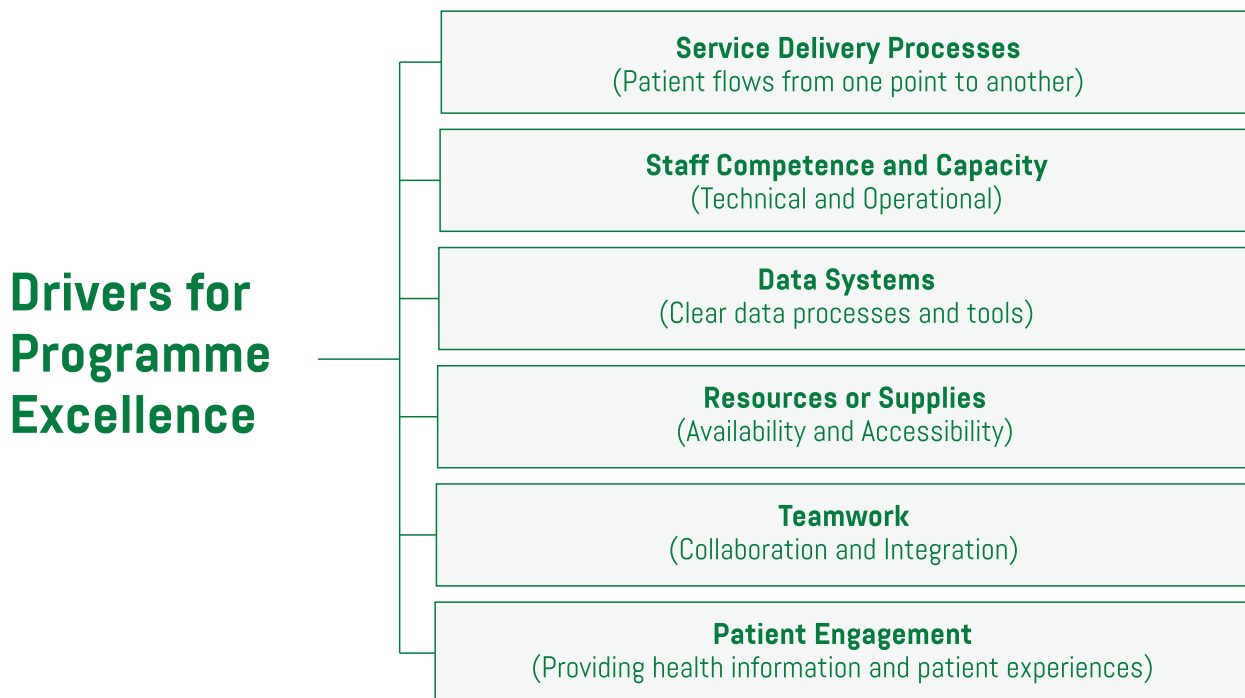 Drivers for
Programme
Excellence
Service Delivery Processes
(Patient flows from one point to another)
Staff Competence and Capacity
(Technical and Operational)
Data Systems
(Clear data processes and tools)
Resources or Supplies
(Availability and Accessibility)
Teamwork
(Collaboration and Integration)
Patient Engagement
(Providing health information and patient experiences)